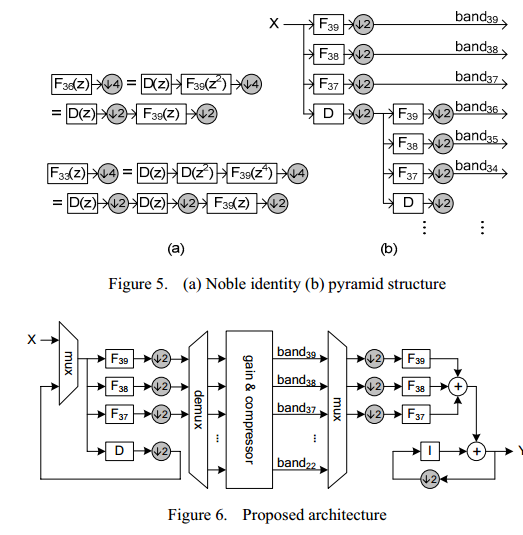 F₃₆(z) ↓4 = D(z) F₃₉(z²) ↓4
= D(z) ↓2 F₃₉(z) ↓2
F₃₃(z) ↓4 = D(z) D(z²) F₃₉(z⁴) ↓4
= D(z) ↓2 D(z) ↓2 F₃₉(z) ↓2
(a)
X F₃₉ ↓2 band₃₉
F₃₈ ↓2 band₃₈
F₃₇ ↓2 band₃₇
D ↓2 F₃₉ ↓2 band₃₆
F₃₈ ↓2 band₃₅
F₃₇ ↓2 band₃₄
D ↓2
⋮ ⋮
(b)
Figure 5. (a) Noble identity (b) pyramid structure
X
mux
F₃₉ ↓2
F₃₈ ↓2
F₃₇ ↓2
D ↓2
demux
...
gain & compressor
band₃₉
band₃₈
band₃₇
...
band₂₂
mux
↓2 F₃₉
↓2 F₃₈ +
↓2 F₃₇
I + Y
↓2
Figure 6. Proposed architecture